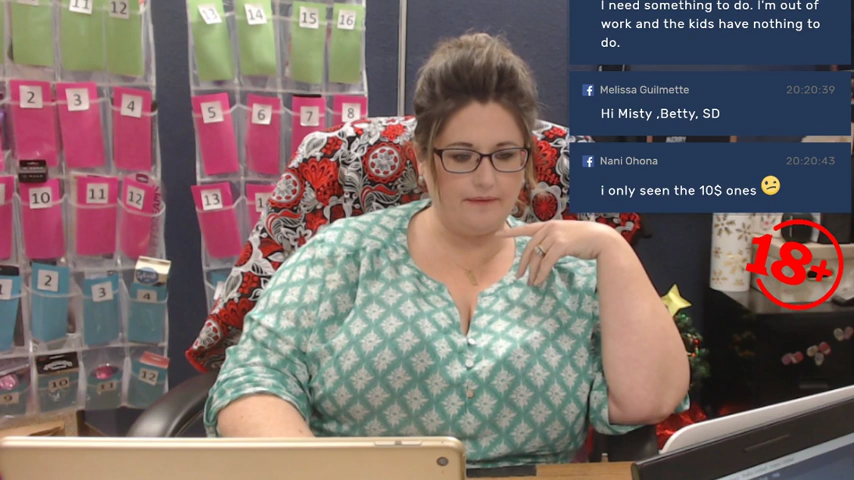 I need something to do. I'm out of
work and the kids have nothing to
do.
Melissa Guilmette 20:20:39
Hi Misty ,Betty, SD
Nani Ohona 20:20:43
i only seen the 10$ ones
18+
11 12
13 14 15 16
2 3 4
5 6 7 8
10 11 12
13
1 2 3 4
9 10 11 12